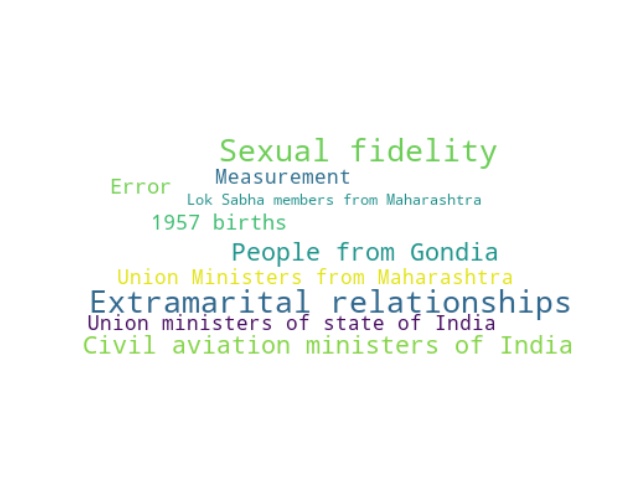 Sexual fidelity
Measurement
Error
Lok Sabha members from Maharashtra
1957 births
People from Gondia
Union Ministers from Maharashtra
Extramarital relationships
Union ministers of state of India
Civil aviation ministers of India